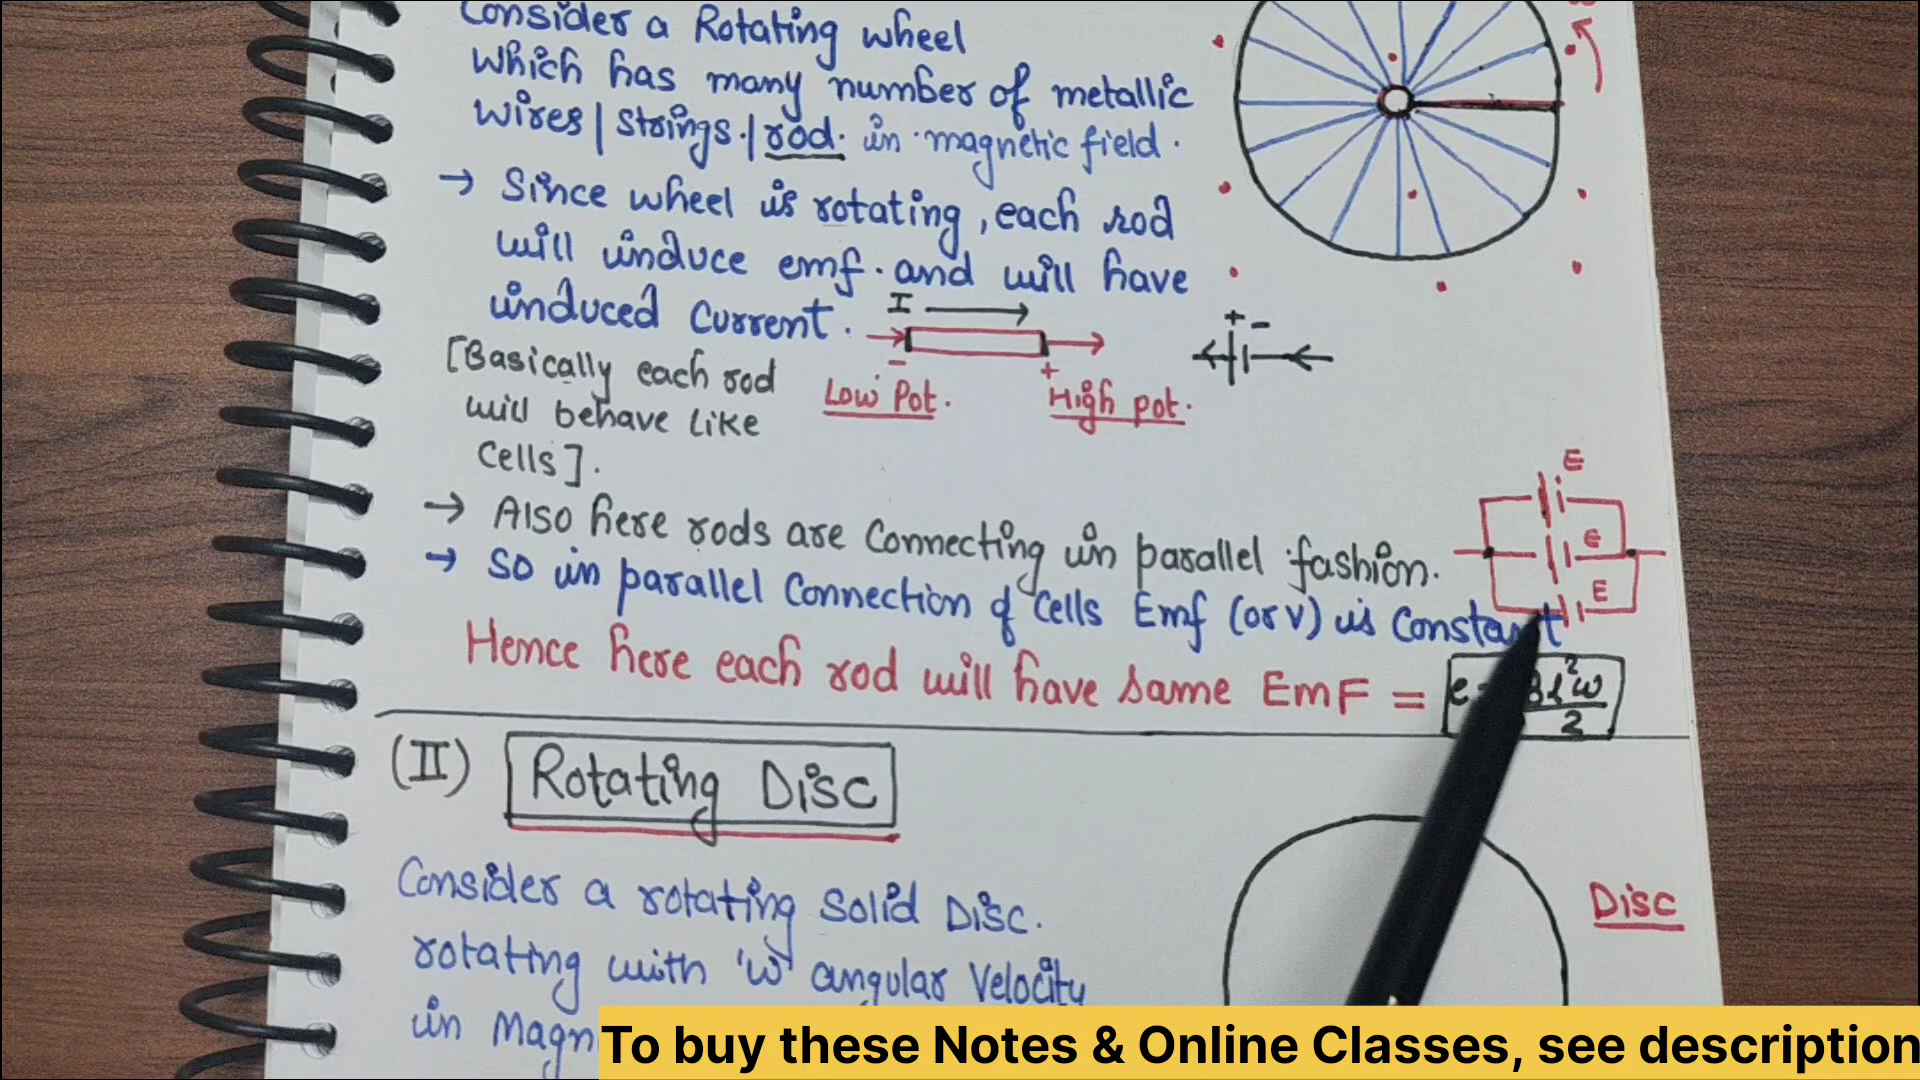 Consider a Rotating wheel
which has many number of metallic
wires | strings. | rod. in magnetic field.
→ Since wheel is rotating, each rod
will induce emf. and will have
induced current.
I →
- +
Low Pot. High pot.
+ -
[Basically each rod
will behave like
cells].
E
→ Also here rods are connecting in parallel fashion.
E
→ So in parallel connection of cells Emf (or V) is constant
E
Hence here each rod will have same EMF = e Bl²ω/2
(II) Rotating Disc
Disc
Consider a rotating solid Disc.
rotating with 'ω' angular velocity
in Magn
To buy these Notes & Online Classes, see description